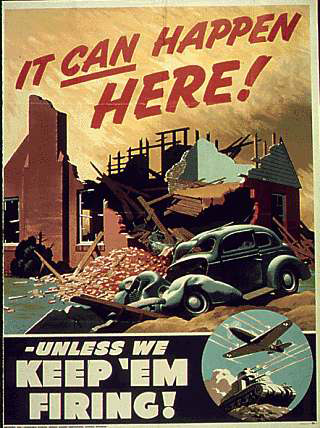 IT CAN HAPPEN
HERE!
-UNLESS WE
KEEP 'EM
FIRING!